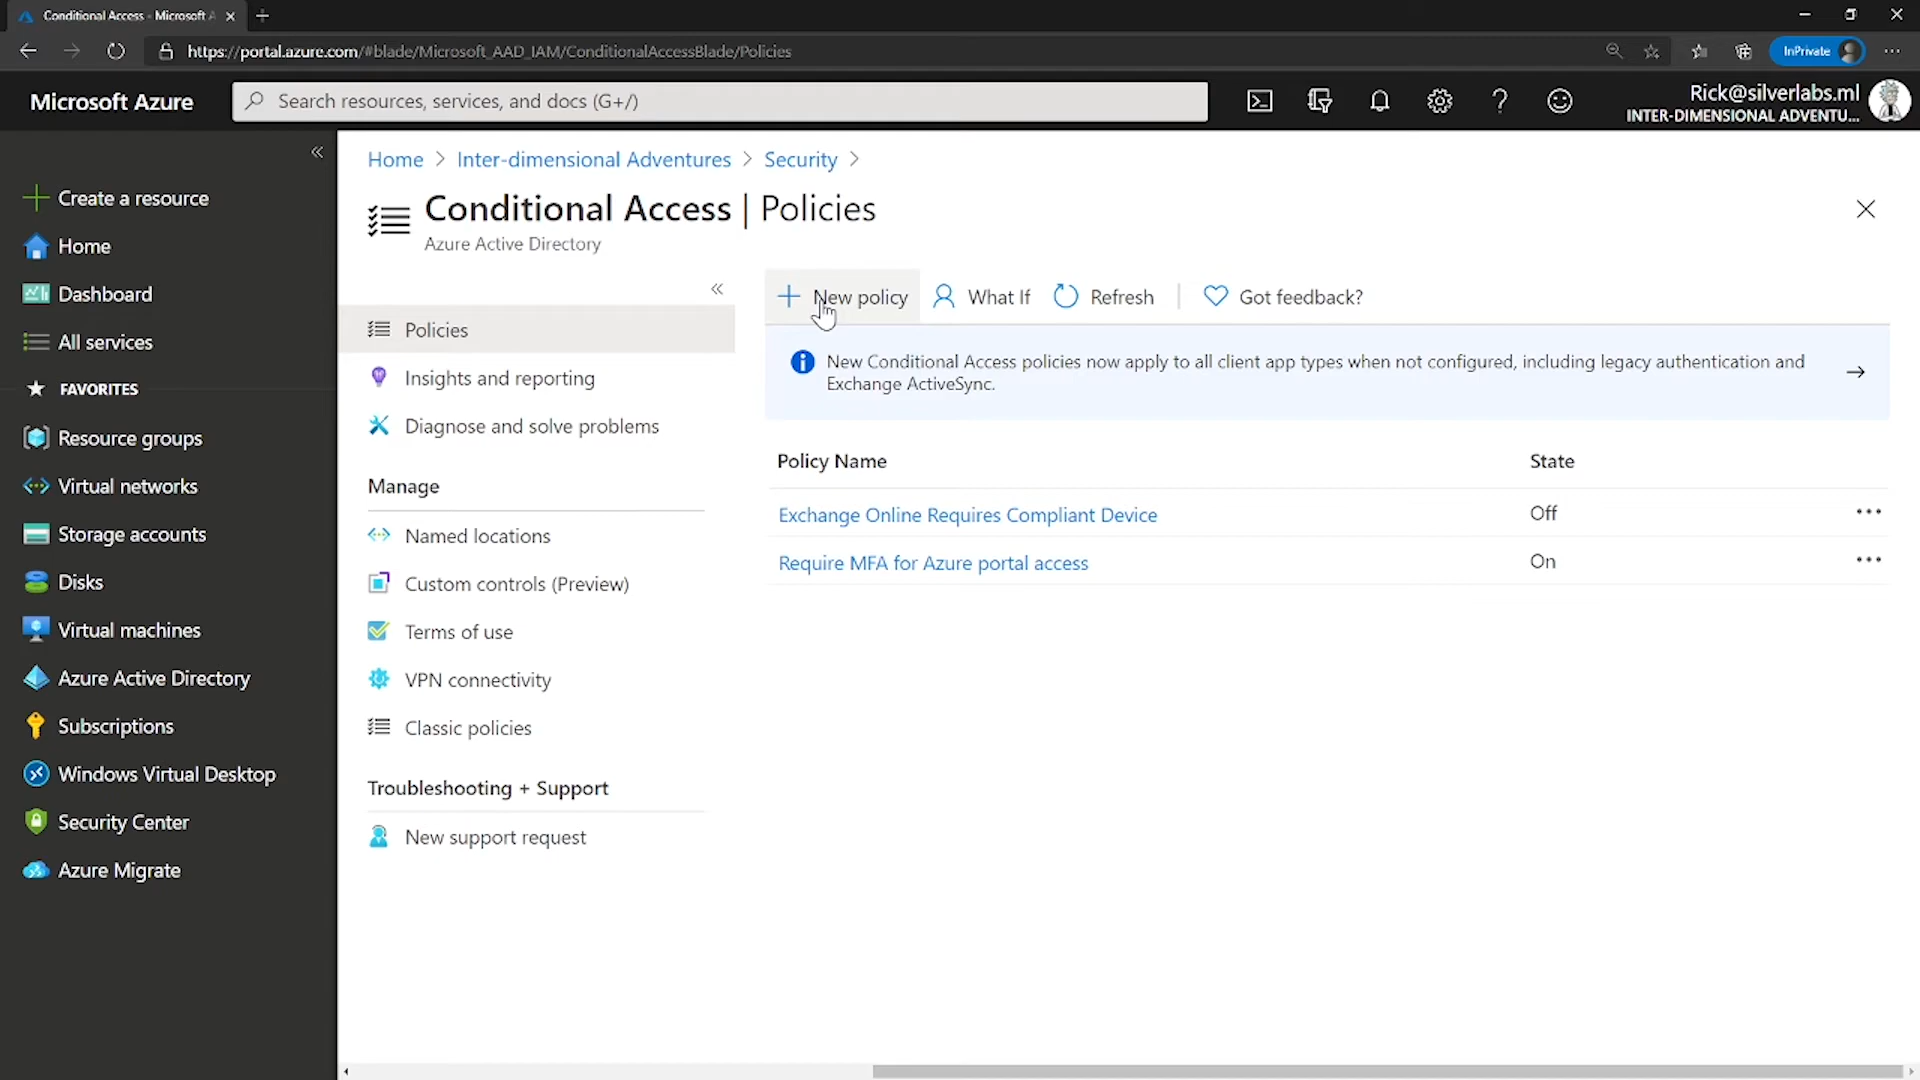 Conditional Access - Microsoft A
https://portal.azure.com/#blade/Microsoft_AAD_IAM/ConditionalAccessBlade/Policies
InPrivate
Microsoft Azure
Search resources, services, and docs (G+/)
Rick@silverlabs.ml
INTER-DIMENSIONAL ADVENTU...
Create a resource
Home
Dashboard
All services
FAVORITES
Resource groups
Virtual networks
Storage accounts
Disks
Virtual machines
Azure Active Directory
Subscriptions
Windows Virtual Desktop
Security Center
Azure Migrate
Home > Inter-dimensional Adventures > Security >
Conditional Access | Policies
Azure Active Directory
Policies
Insights and reporting
Diagnose and solve problems
Manage
Named locations
Custom controls (Preview)
Terms of use
VPN connectivity
Classic policies
Troubleshooting + Support
New support request
New policy What If Refresh Got feedback?
New Conditional Access policies now apply to all client app types when not configured, including legacy authentication and
Exchange ActiveSync.
Policy Name State
Exchange Online Requires Compliant Device Off
Require MFA for Azure portal access On